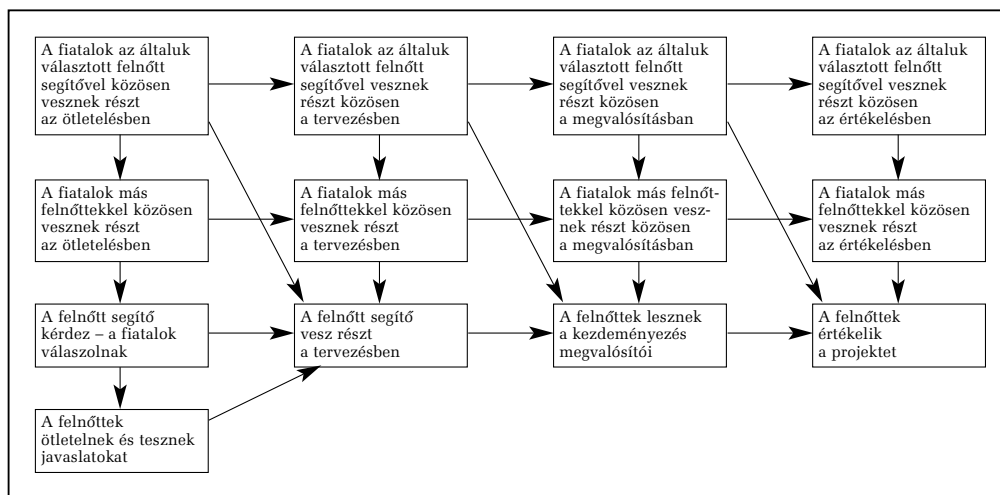 A fiatalok az általuk
választott felnőtt
segítővel közösen
vesznek részt
az ötletelésben
A fiatalok az általuk
választott felnőtt
segítővel vesznek
részt közösen
a tervezésben
A fiatalok az általuk
választott felnőtt
segítővel vesznek
részt közösen
a megvalósításban
A fiatalok az általuk
választott felnőtt
segítővel vesznek
részt közösen
az értékelésben
A fiatalok más
felnőttekkel közösen
vesznek részt
az ötletelésben
A fiatalok más
felnőttekkel közösen
vesznek részt
a tervezésben
A fiatalok más felnőt-
tekkel közösen vesz-
nek részt közösen
a megvalósításban
A fiatalok más
felnőttekkel közösen
vesznek részt
az értékelésben
A felnőtt segítő
kérdez – a fiatalok
válaszolnak
A felnőtt segítő
vesz részt
a tervezésben
A felnőttek lesznek
a kezdeményezés
megvalósítói
A felnőttek
értékelik
a projektet
A felnőttek
ötletelnek és tesznek
javaslatokat